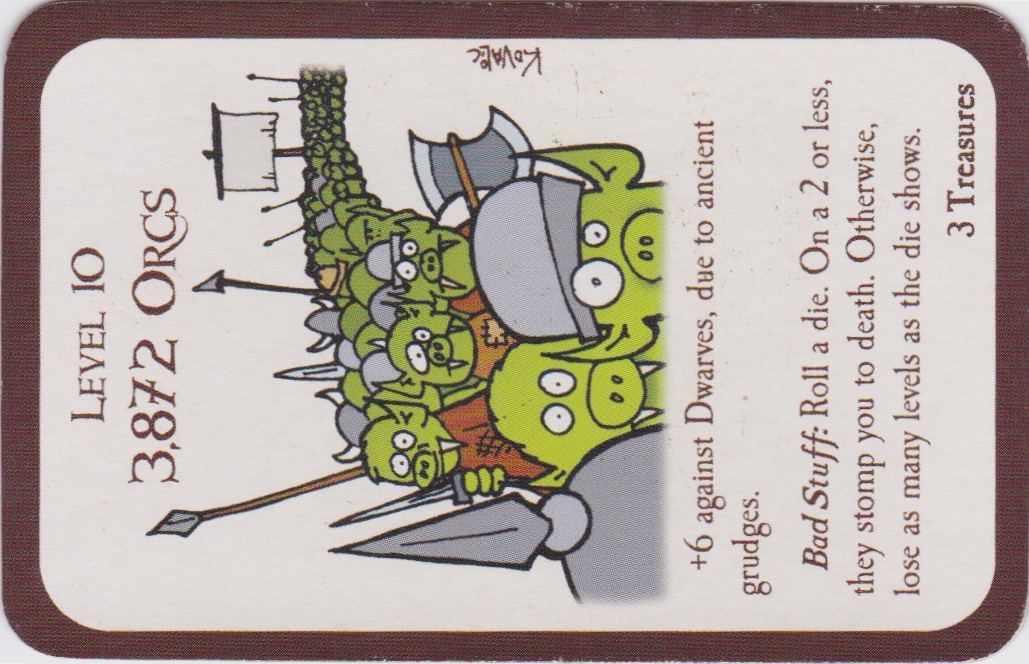 LEVEL 10
3,872 ORCS
KOVALIC
+6 against Dwarves, due to ancient
grudges.
Bad Stuff: Roll a die. On a 2 or less,
they stomp you to death. Otherwise,
lose as many levels as the die shows.
3 Treasures